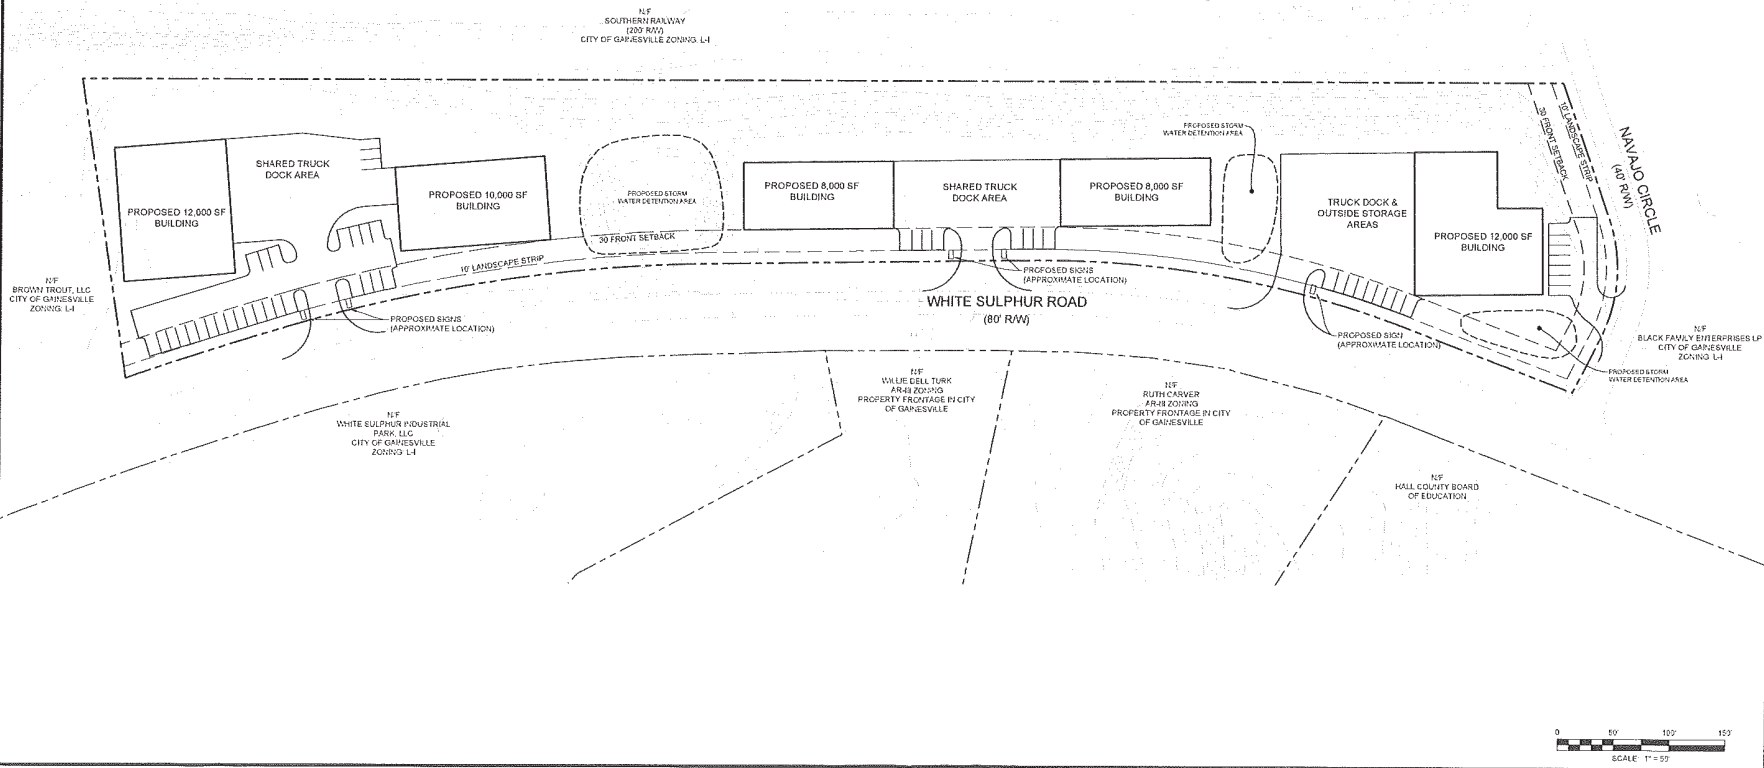 N/F
SOUTHERN RAILWAY
(200' R/W)
CITY OF GAINESVILLE ZONING: L-I
10' LANDSCAPE STRIP
30' FRONT SETBACK
NAVAJO CIRCLE
(40' R/W)
PROPOSED STORM
WATER DETENTION AREA
SHARED TRUCK
DOCK AREA
PROPOSED 12,000 SF
BUILDING
PROPOSED 10,000 SF
BUILDING
PROPOSED STORM
WATER DETENTION AREA
30' FRONT SETBACK
10' LANDSCAPE STRIP
PROPOSED 8,000 SF
BUILDING
SHARED TRUCK
DOCK AREA
PROPOSED 8,000 SF
BUILDING
TRUCK DOCK &
OUTSIDE STORAGE
AREAS
PROPOSED 12,000 SF
BUILDING
N/F
BROWN TROUT, LLC
CITY OF GAINESVILLE
ZONING: L-I
PROPOSED SIGNS
(APPROXIMATE LOCATION)
PROPOSED SIGNS
(APPROXIMATE LOCATION)
WHITE SULPHUR ROAD
(80' R/W)
PROPOSED SIGN
(APPROXIMATE LOCATION)
N/F
BLACK FAMILY ENTERPRISES LP
CITY OF GAINESVILLE
ZONING: L-I
PROPOSED STORM
WATER DETENTION AREA
N/F
WHITE SULPHUR INDUSTRIAL
PARK, LLC
CITY OF GAINESVILLE
ZONING: L-I
N/F
WILLIE DELL TURK
AR-III ZONING
PROPERTY FRONTAGE IN CITY
OF GAINESVILLE
N/F
RUTH CARVER
AR-III ZONING
PROPERTY FRONTAGE IN CITY
OF GAINESVILLE
N/F
HALL COUNTY BOARD
OF EDUCATION
0 50' 100' 150'
SCALE: 1" = 50'